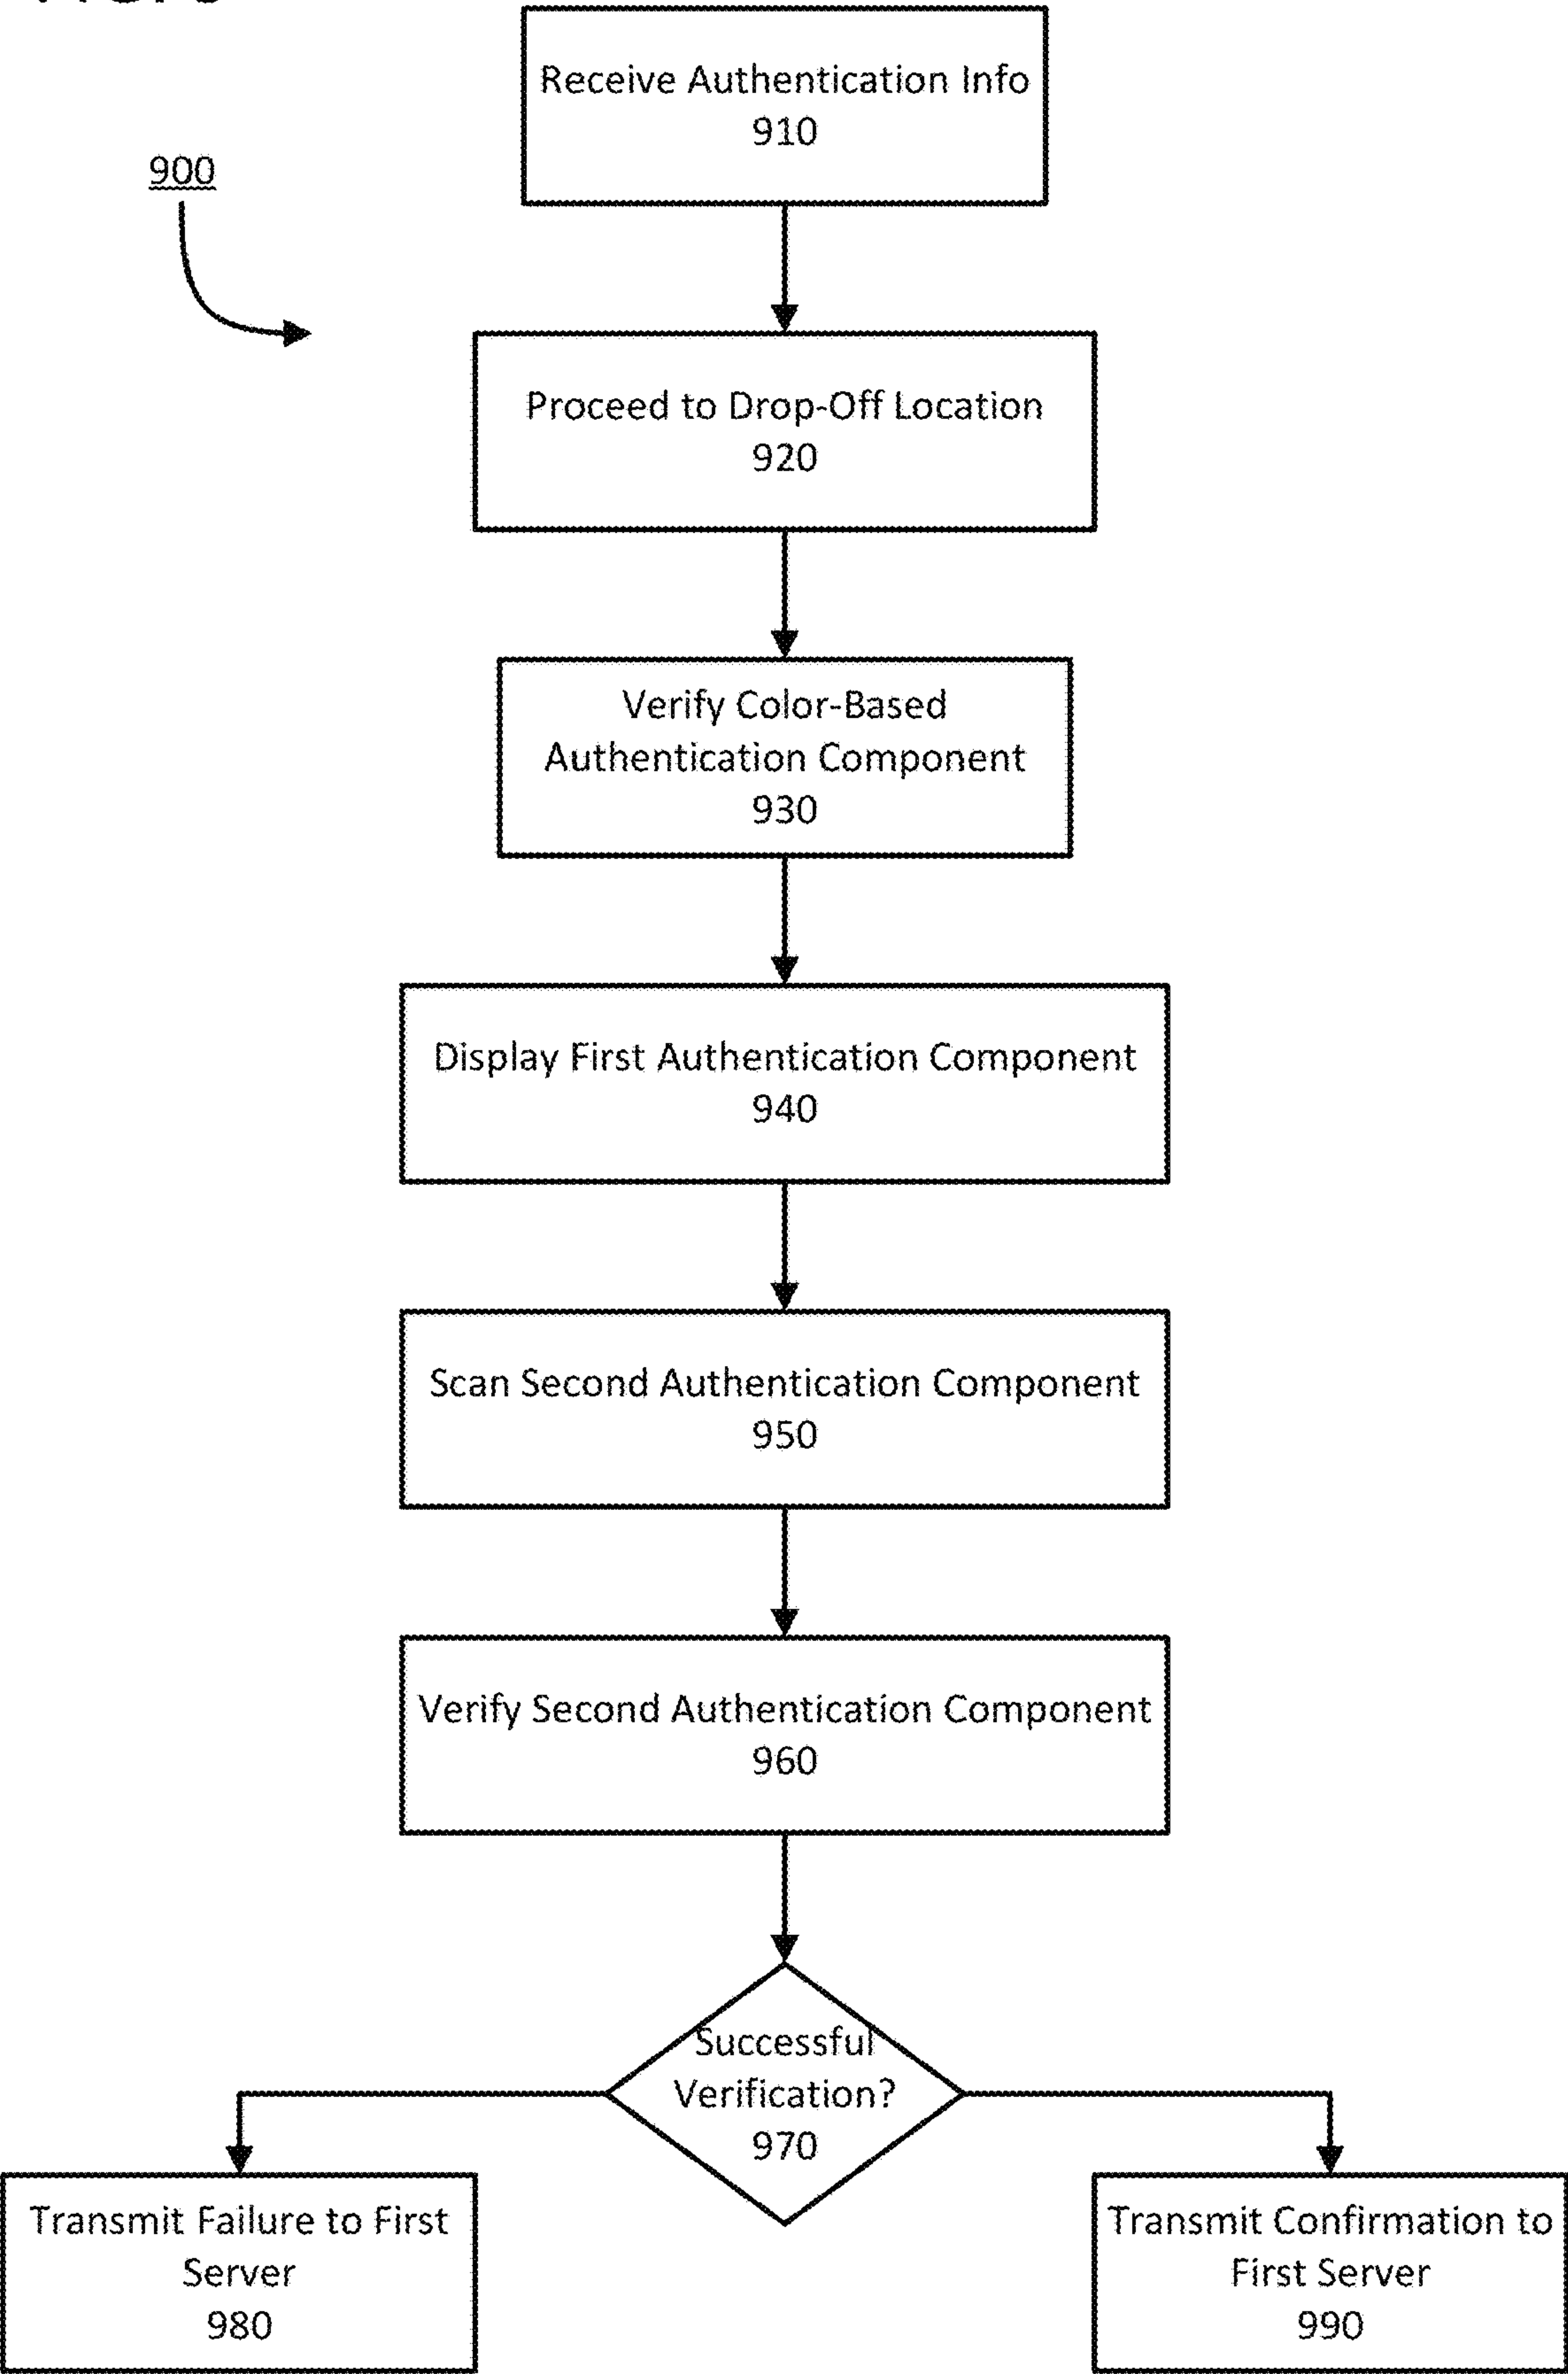 Receive Authentication Info
910
900
Proceed to Drop-Off Location
920
Verify Color-Based
Authentication Component
930
Display First Authentication Component
940
Scan Second Authentication Component
950
Verify Second Authentication Component
960
Successful
Verification?
970
Transmit Failure to First
Server
980
Transmit Confirmation to
First Server
990